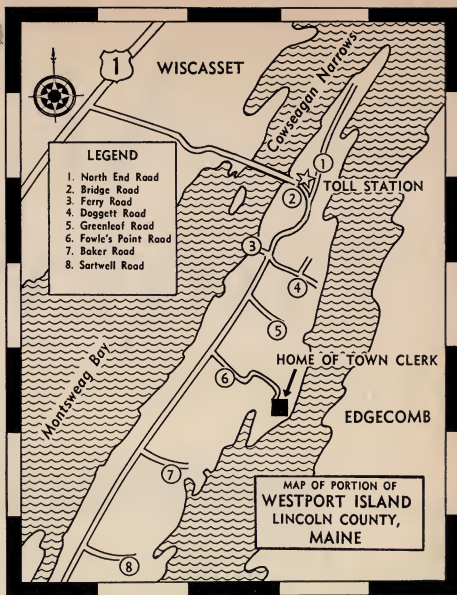 1
WISCASSET
Cowseagan Narrows
LEGEND
1. North End Road
2. Bridge Road
3. Ferry Road
4. Doggett Road
5. Greenleof Road
6. Fowle's Point Road
7. Baker Road
8. Sartwell Road
1
2
TOLL STATION
3
4
5
HOME OF TOWN CLERK
6
Montsweag Bay
EDGECOMB
7
MAP OF PORTION OF
WESTPORT ISLAND
LINCOLN COUNTY,
MAINE
8